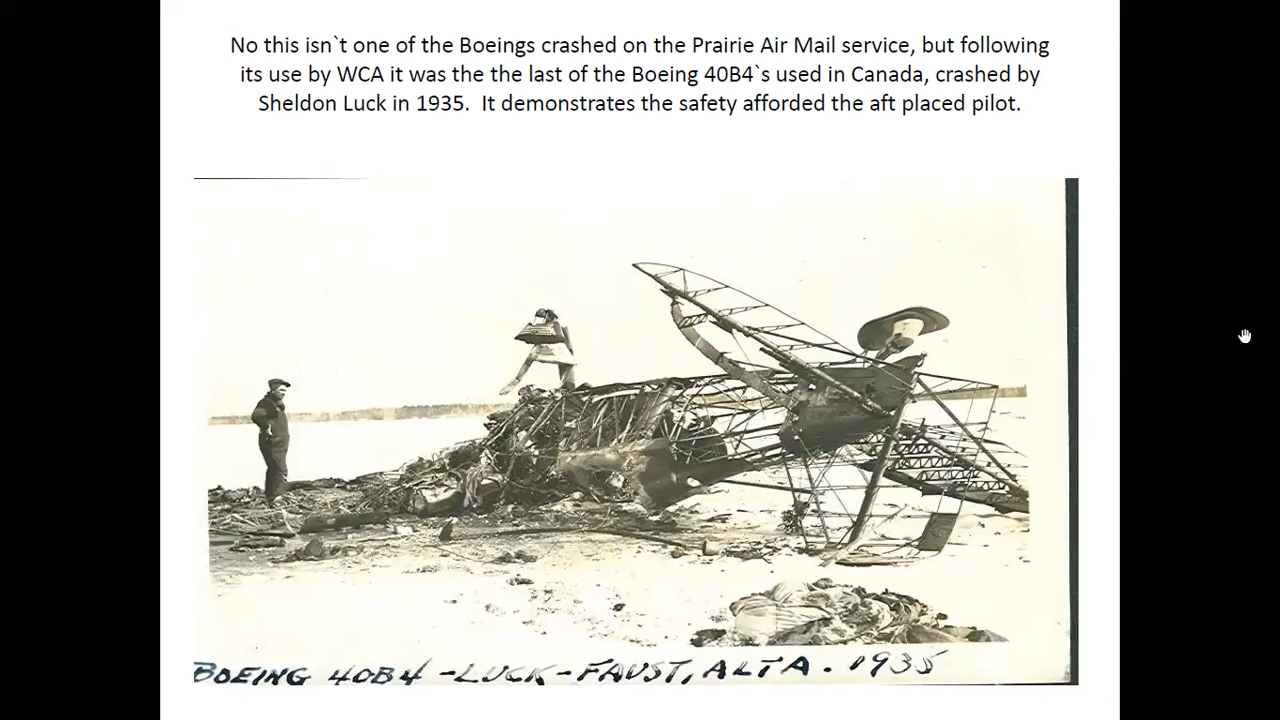 No this isn`t one of the Boeings crashed on the Prairie Air Mail service, but following
its use by WCA it was the the last of the Boeing 40B4`s used in Canada, crashed by
Sheldon Luck in 1935.  It demonstrates the safety afforded the aft placed pilot.
BOEING 40B4 - LUCK - FAUST, ALTA. 1935